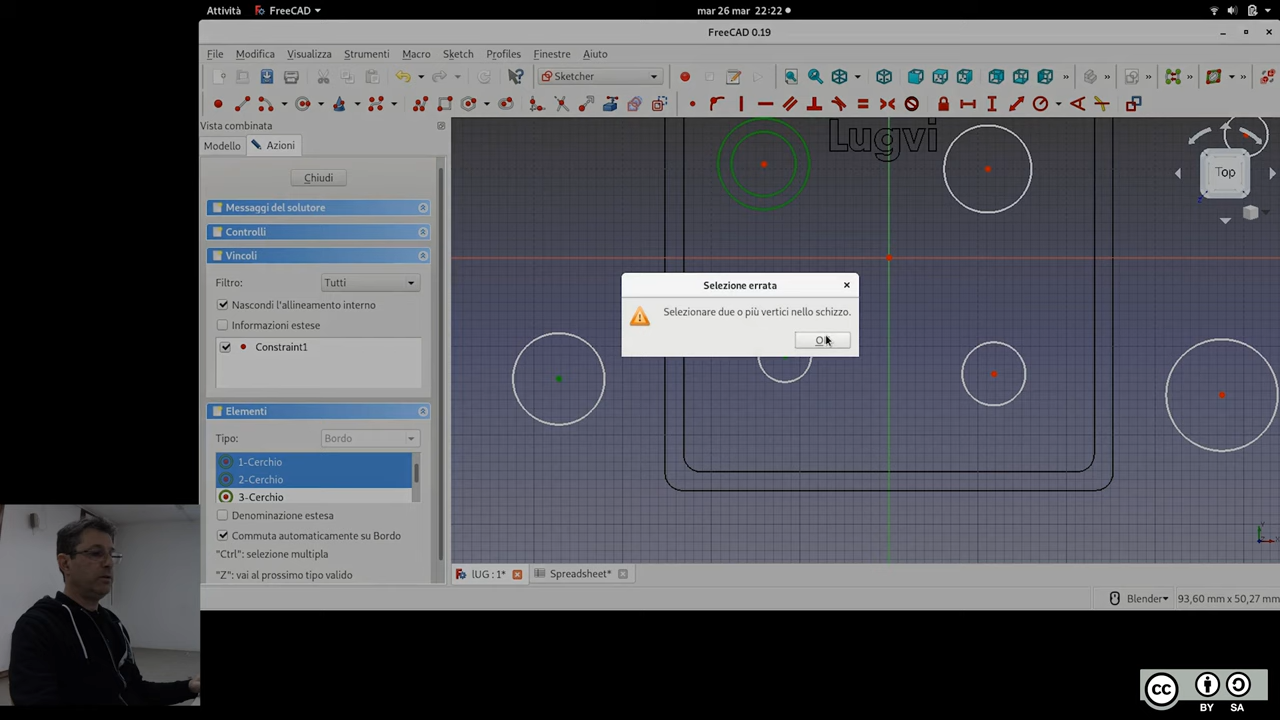 Attività
FreeCAD
mar 26 mar 22:22
FreeCAD 0.19
File Modifica Visualizza Strumenti Macro Sketch Profiles Finestre Aiuto
Sketcher
Vista combinata
Modello
Azioni
Chiudi
Messaggi del solutore
Controlli
Vincoli
Filtro:
Tutti
Nascondi l'allineamento interno
Informazioni estese
Constraint1
Elementi
Tipo:
Bordo
1-Cerchio
2-Cerchio
3-Cerchio
Denominazione estesa
Commuta automaticamente su Bordo
"Ctrl": selezione multipla
"Z": vai al prossimo tipo valido
Lugvi
Top
Selezione errata
Selezionare due o più vertici nello schizzo.
lUG : 1*
Spreadsheet*
Blender
93,60 mm x 50,27 mm
cc
BY SA